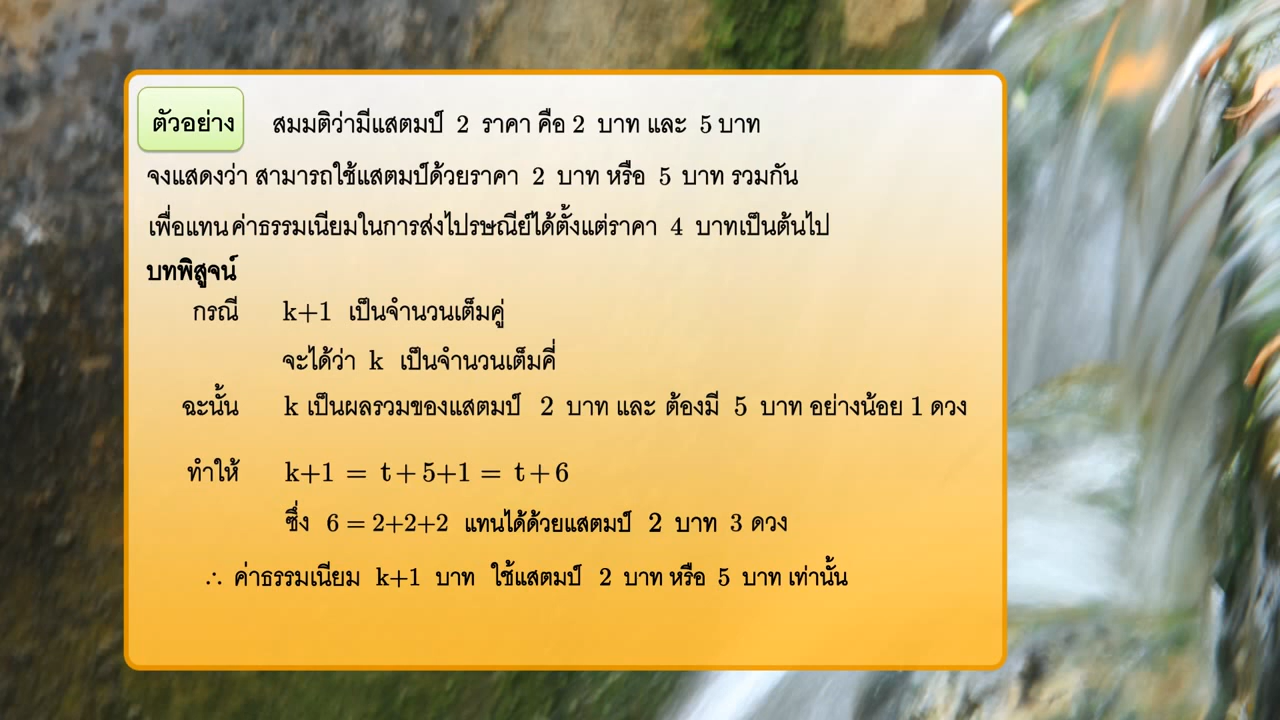 ตัวอย่าง สมมติว่ามีแสตมป์ 2 ราคา คือ 2 บาท และ 5 บาท
จงแสดงว่า สามารถใช้แสตมป์ด้วยราคา 2 บาท หรือ 5 บาท รวมกัน
เพื่อแทนค่าธรรมเนียมในการส่งไปรษณีย์ได้ตั้งแต่ราคา 4 บาทเป็นต้นไป
บทพิสูจน์
กรณี k+1 เป็นจำนวนเต็มคู่
จะได้ว่า k เป็นจำนวนเต็มคี่
ฉะนั้น k เป็นผลรวมของแสตมป์ 2 บาท และ ต้องมี 5 บาท อย่างน้อย 1 ดวง
ทำให้ k+1 = t+5+1 = t+6
ซึ่ง 6 = 2+2+2 แทนได้ด้วยแสตมป์ 2 บาท 3 ดวง
∴ ค่าธรรมเนียม k+1 บาท ใช้แสตมป์ 2 บาท หรือ 5 บาท เท่านั้น